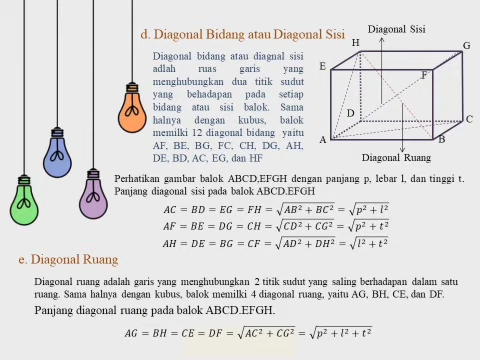 d. Diagonal Bidang atau Diagonal Sisi
Diagonal bidang atau diagnal sisi
adlah ruas garis yang
menghubungkan dua titik sudut
yang behadapan pada setiap
bidang atau sisi balok. Sama
halnya dengan kubus, balok
memilki 12 diagonal bidang yaitu
AF, BE, BG, FC, CH, DG, AH,
DE, BD, AC, EG, dan HF
Diagonal Sisi
H
G
E
F
D
C
A
B
Diagonal Ruang
Perhatikan gambar balok ABCD,EFGH dengan panjang p, lebar l, dan tinggi t.
Panjang diagonal sisi pada balok ABCD.EFGH
AC = BD = EG = FH = √(AB² + BC²) = √(p² + l²)
AF = BE = DG = CH = √(CD² + CG²) = √(p² + t²)
AH = DE = BG = CF = √(AD² + DH²) = √(l² + t²)
e. Diagonal Ruang
Diagonal ruang adalah garis yang menghubungkan 2 titik sudut yang saling berhadapan dalam satu
ruang. Sama halnya dengan kubus, balok memilki 4 diagonal ruang, yaitu AG, BH, CE, dan DF.
Panjang diagonal ruang pada balok ABCD.EFGH.
AG = BH = CE = DF = √(AC² + CG²) = √(p² + l² + t²)